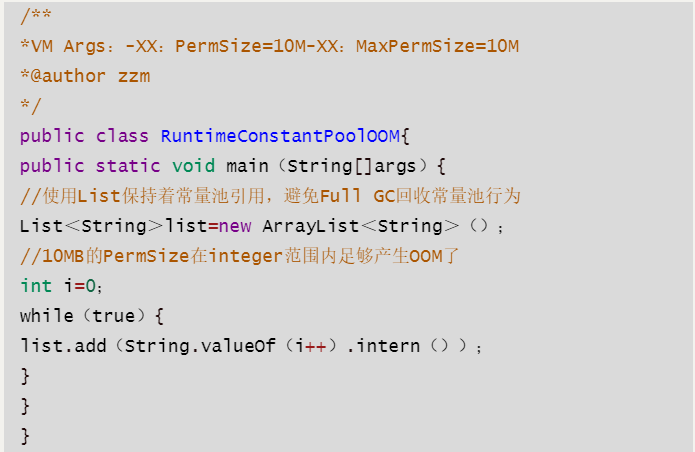 /**
*VM Args：-XX：PermSize=10M-XX：MaxPermSize=10M
*@author zzm
*/
public class RuntimeConstantPoolOOM{
public static void main（String[]args）{
//使用List保持着常量池引用，避免Full GC回收常量池行为
List＜String＞list=new ArrayList＜String＞（）；
//10MB的PermSize在integer范围内足够产生OOM了
int i=0；
while（true）{
list.add（String.valueOf（i++）.intern（））；
}
}
}